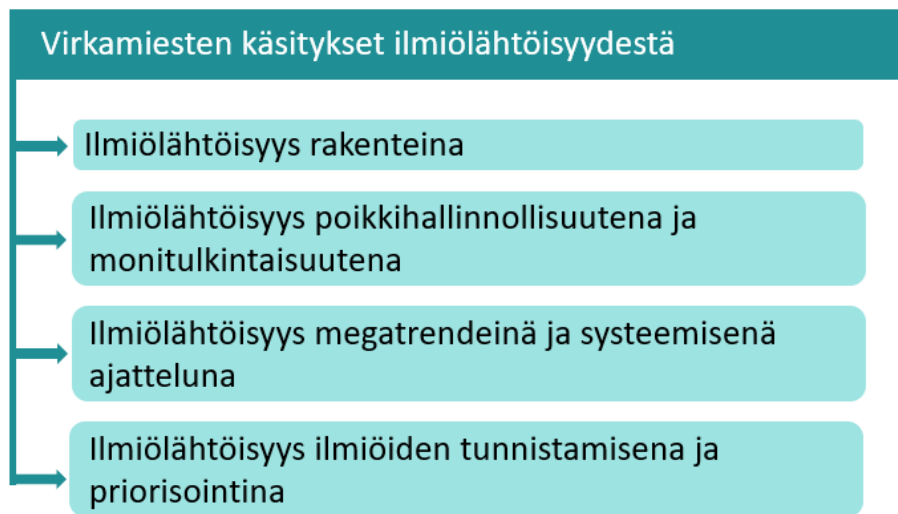 Virkamiesten käsitykset ilmiölähtöisyydestä
Ilmiölähtöisyys rakenteina
Ilmiölähtöisyys poikkihallinnollisuutena ja
monitulkintaisuutena
Ilmiölähtöisyys megatrendeinä ja systeemisenä
ajatteluna
Ilmiölähtöisyys ilmiöiden tunnistamisena ja
priorisointina